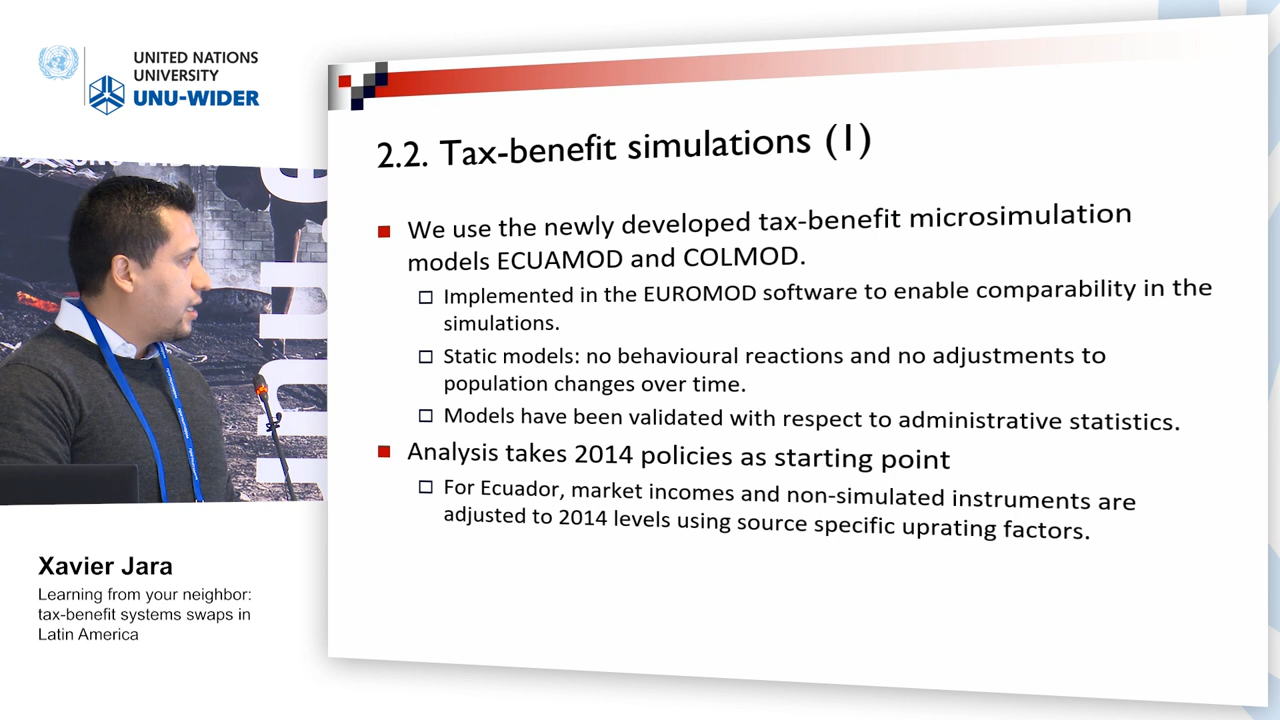 UNITED NATIONS
UNIVERSITY
UNU-WIDER
2.2. Tax-benefit simulations (1)
We use the newly developed tax-benefit microsimulation
models ECUAMOD and COLMOD.
Implemented in the EUROMOD software to enable comparability in the
simulations.
Static models: no behavioural reactions and no adjustments to
population changes over time.
Models have been validated with respect to administrative statistics.
Analysis takes 2014 policies as starting point
For Ecuador, market incomes and non-simulated instruments are
adjusted to 2014 levels using source specific uprating factors.
Xavier Jara
Learning from your neighbor:
tax-benefit systems swaps in
Latin America